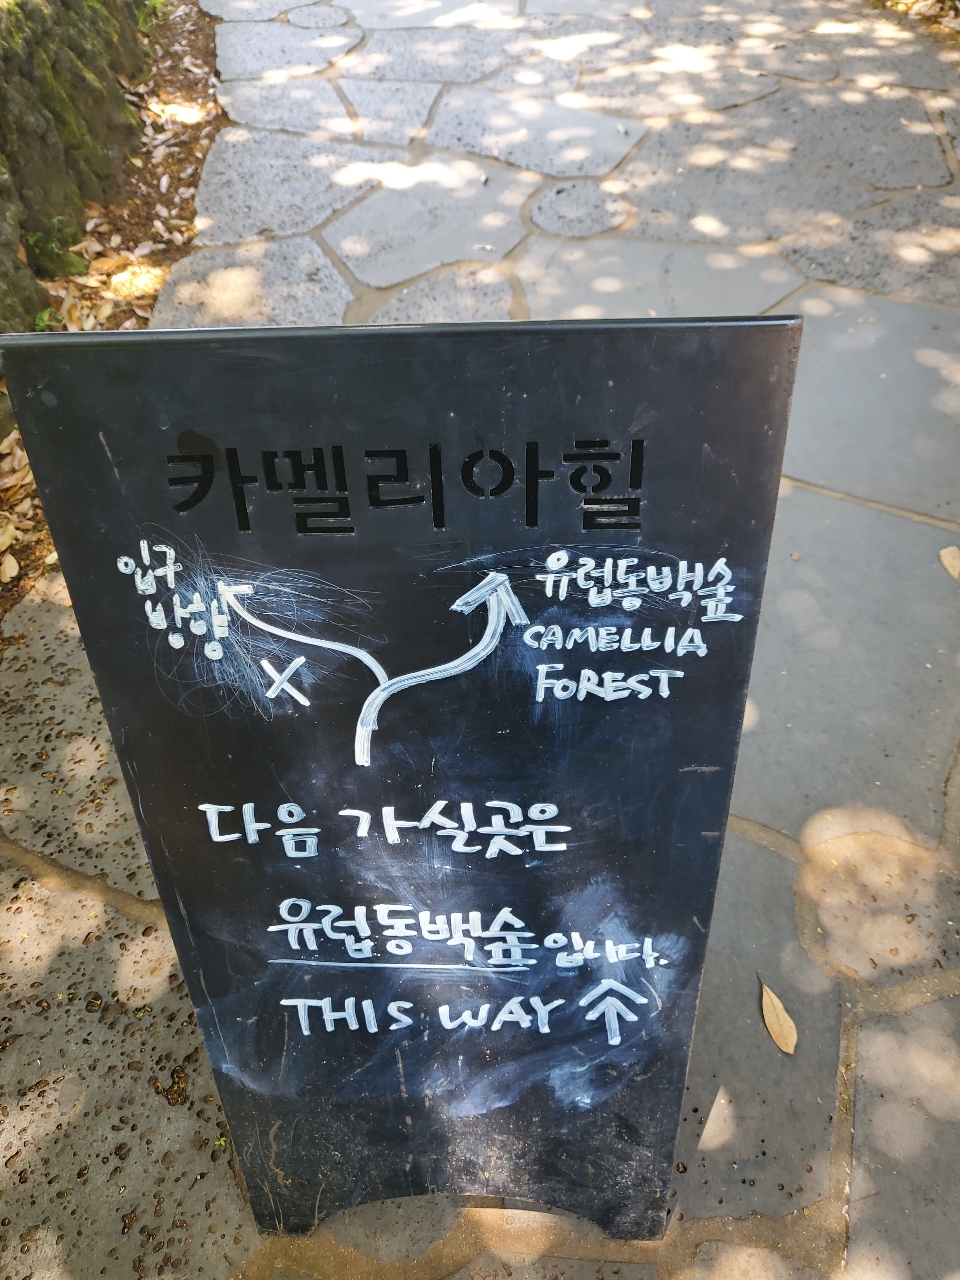 카멜리아힐
입구
방향
X
유럽동백숲
CAMELLIA
FOREST
다음 가실곳은
유럽동백숲입니다.
THIS WAY ↑